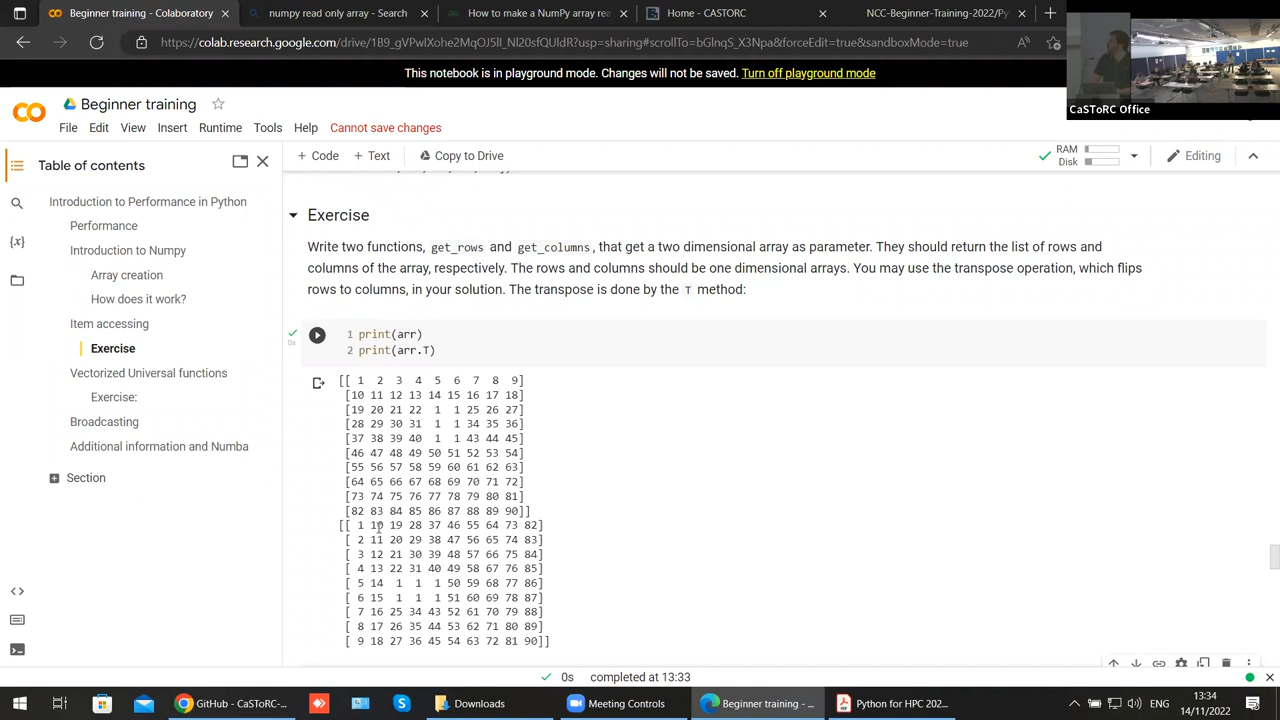 Beginner training - Colaboratory
numpy read only array - Search
How to make a NumPy array rea
Home - CASTORC
NCC-Beginner-Training-2022/Py
https://colab.research.google.com/drive/
?usp=sharing#scrollTo=bGInqS_X3Npa&forceEdit=true&sandboxMode=true
This notebook is in playground mode. Changes will not be saved. Turn off playground mode
CaSToRC Office
Beginner training
File Edit View Insert Runtime Tools Help Cannot save changes
Table of contents
+ Code + Text Copy to Drive
RAM
Disk
Editing
Introduction to Performance in Python
Performance
Introduction to Numpy
Array creation
How does it work?
Item accessing
Exercise
Vectorized Universal functions
Exercise:
Broadcasting
Additional information and Numba
Section
Exercise
Write two functions, get_rows and get_columns, that get a two dimensional array as parameter. They should return the list of rows and
columns of the array, respectively. The rows and columns should be one dimensional arrays. You may use the transpose operation, which flips
rows to columns, in your solution. The transpose is done by the T method:
0s
1 print(arr)
2 print(arr.T)
[[ 1 2 3 4 5 6 7 8 9]
[10 11 12 13 14 15 16 17 18]
[19 20 21 22 1 1 25 26 27]
[28 29 30 31 1 1 34 35 36]
[37 38 39 40 1 1 43 44 45]
[46 47 48 49 50 51 52 53 54]
[55 56 57 58 59 60 61 62 63]
[64 65 66 67 68 69 70 71 72]
[73 74 75 76 77 78 79 80 81]
[82 83 84 85 86 87 88 89 90]]
[[ 1 10 19 28 37 46 55 64 73 82]
[ 2 11 20 29 38 47 56 65 74 83]
[ 3 12 21 30 39 48 57 66 75 84]
[ 4 13 22 31 40 49 58 67 76 85]
[ 5 14 1 1 1 50 59 68 77 86]
[ 6 15 1 1 1 51 60 69 78 87]
[ 7 16 25 34 43 52 61 70 79 88]
[ 8 17 26 35 44 53 62 71 80 89]
[ 9 18 27 36 45 54 63 72 81 90]]
0s completed at 13:33
GitHub - CaSToRC-...
Downloads
Meeting Controls
Beginner training - ...
Python for HPC 202...
ENG
13:34
14/11/2022